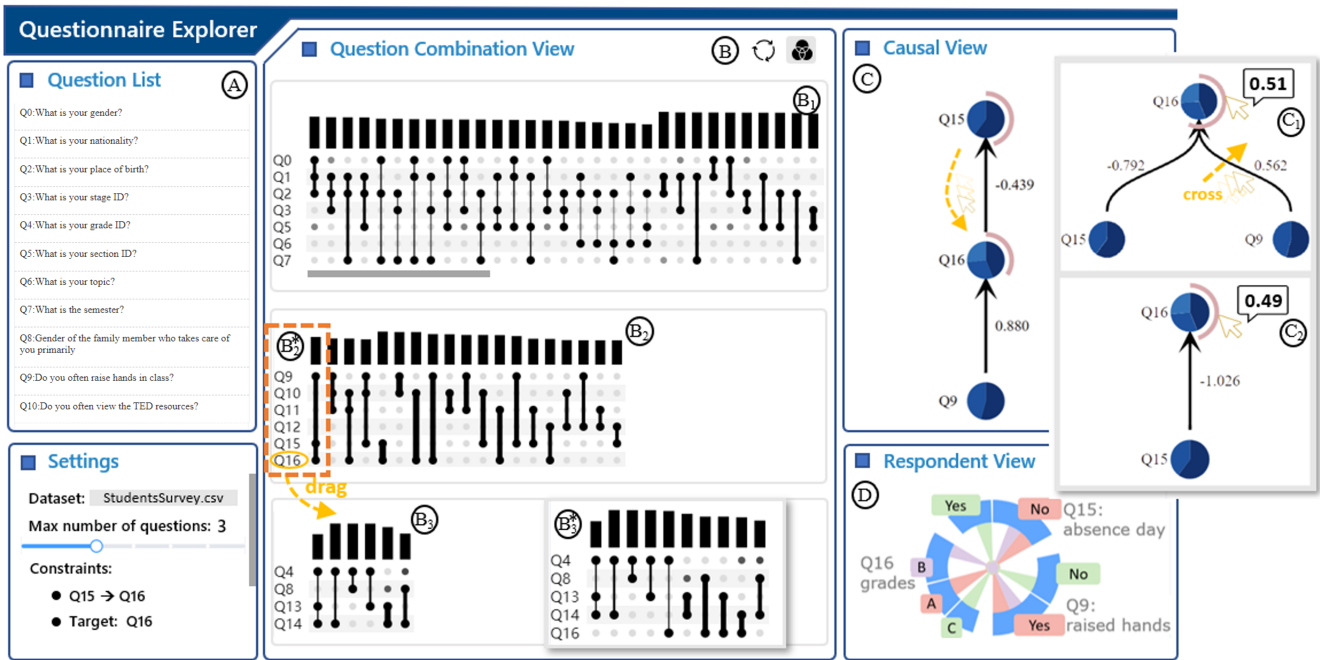 Questionnaire Explorer
Question List
A
Q0:What is your gender?
Q1:What is your nationality?
Q2:What is your place of birth?
Q3:What is your stage ID?
Q4:What is your grade ID?
Q5:What is your section ID?
Q6:What is your topic?
Q7:What is the semester?
Q8:Gender of the family member who takes care of
you primarily
Q9:Do you often raise hands in class?
Q10:Do you often view the TED resources?
Settings
Dataset: StudentsSurvey.csv
Max number of questions: 3
Constraints:
● Q15 → Q16
● Target: Q16
Question Combination View
B
B1
Q0
Q1
Q2
Q3
Q5
Q6
Q7
B2*
B2
Q9
Q10
Q11
Q12
Q15
Q16
drag
B3
Q4
Q8
Q13
Q14
B3*
Q4
Q8
Q13
Q14
Q16
Causal View
C
Q15
-0.439
Q16
0.880
Q9
Q16
0.51
C1
-0.792
0.562
cross
Q15
Q9
Q16
0.49
C2
-1.026
Q15
Respondent View
D
Yes
No
Q15:
absence day
Q16
grades
B
A
C
No
Q9:
raised hands
Yes